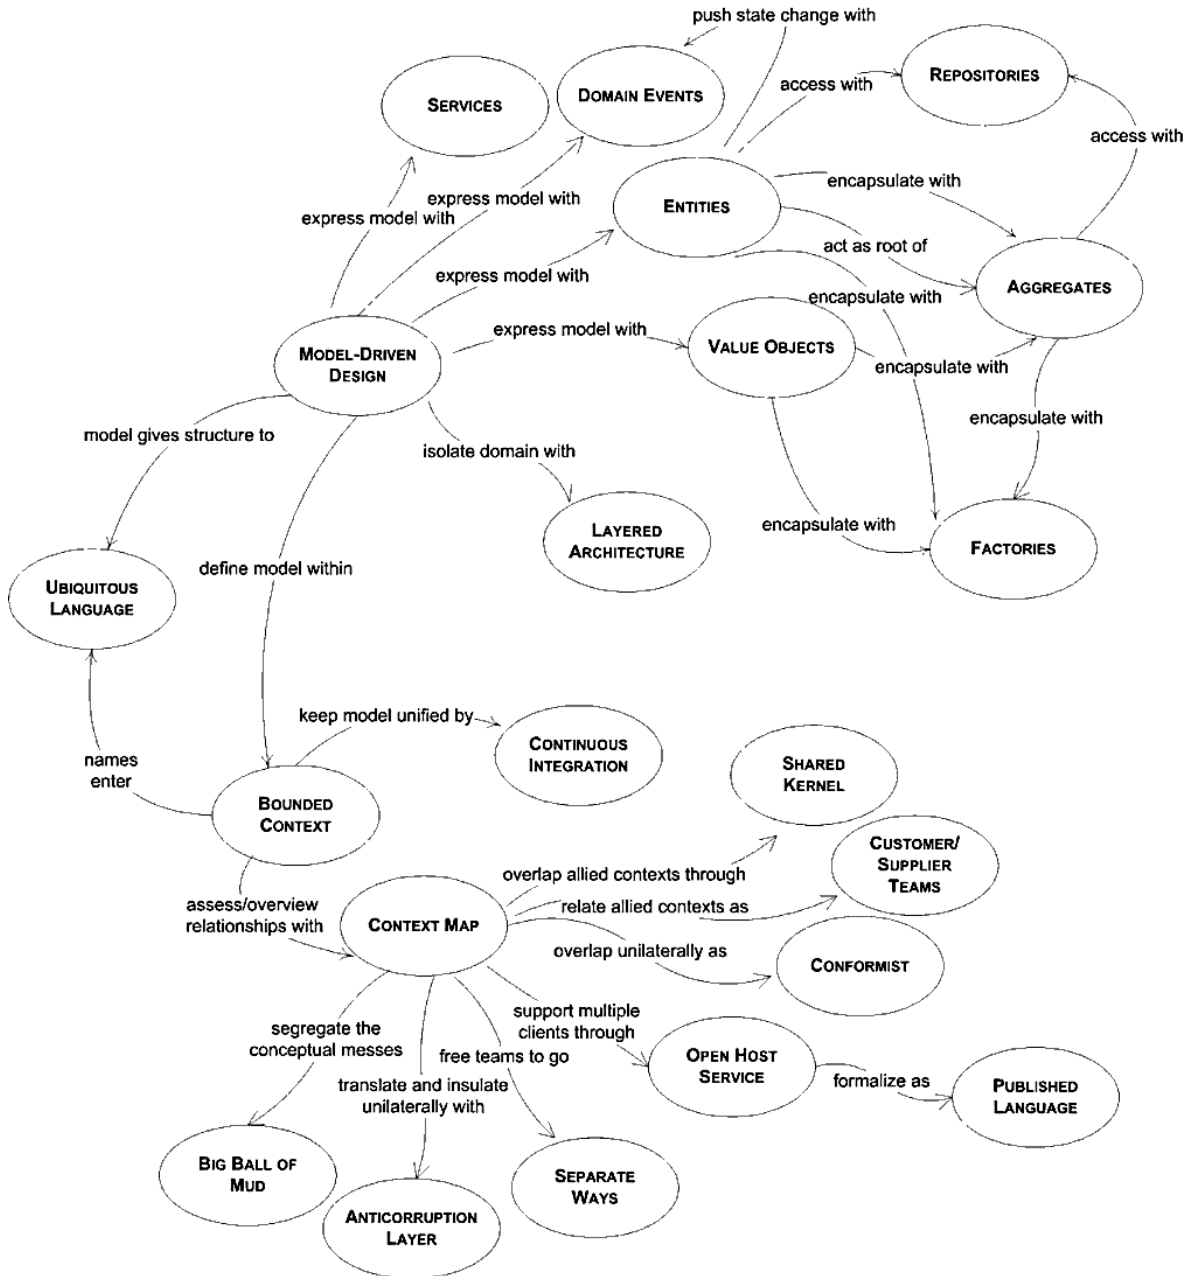 push state change with
SERVICES
DOMAIN EVENTS
access with
REPOSITORIES
access with
express model with
express model with
ENTITIES
encapsulate with
act as root of
express model with
encapsulate with
AGGREGATES
MODEL-DRIVEN
DESIGN
express model with
VALUE OBJECTS
encapsulate with
model gives structure to
isolate domain with
encapsulate with
LAYERED
ARCHITECTURE
encapsulate with
FACTORIES
UBIQUITOUS
LANGUAGE
define model within
names
enter
keep model unified by
CONTINUOUS
INTEGRATION
SHARED
KERNEL
BOUNDED
CONTEXT
CUSTOMER/
SUPPLIER
TEAMS
overlap allied contexts through
assess/overview
relationships with
CONTEXT MAP
relate allied contexts as
overlap unilaterally as
CONFORMIST
segregate the
conceptual messes
support multiple
clients through
free teams to go
translate and insulate
unilaterally with
OPEN HOST
SERVICE
formalize as
PUBLISHED
LANGUAGE
BIG BALL OF
MUD
ANTICORRUPTION
LAYER
SEPARATE
WAYS